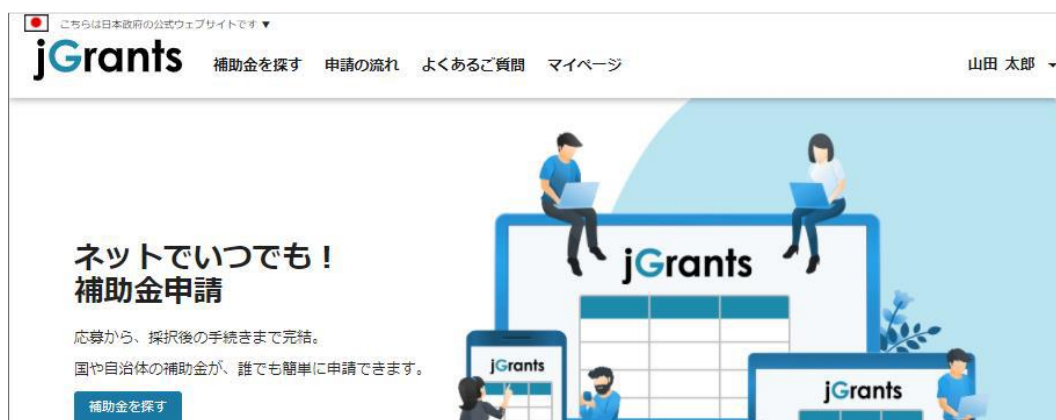 こちらは日本政府の公式ウェブサイトです ▼
jGrants 補助金を探す 申請の流れ よくあるご質問 マイページ 山田 太郎
ネットでいつでも！
補助金申請
応募から、採択後の手続きまで完結。
国や自治体の補助金が、誰でも簡単に申請できます。
補助金を探す
jGrants
jGrants
jGrants